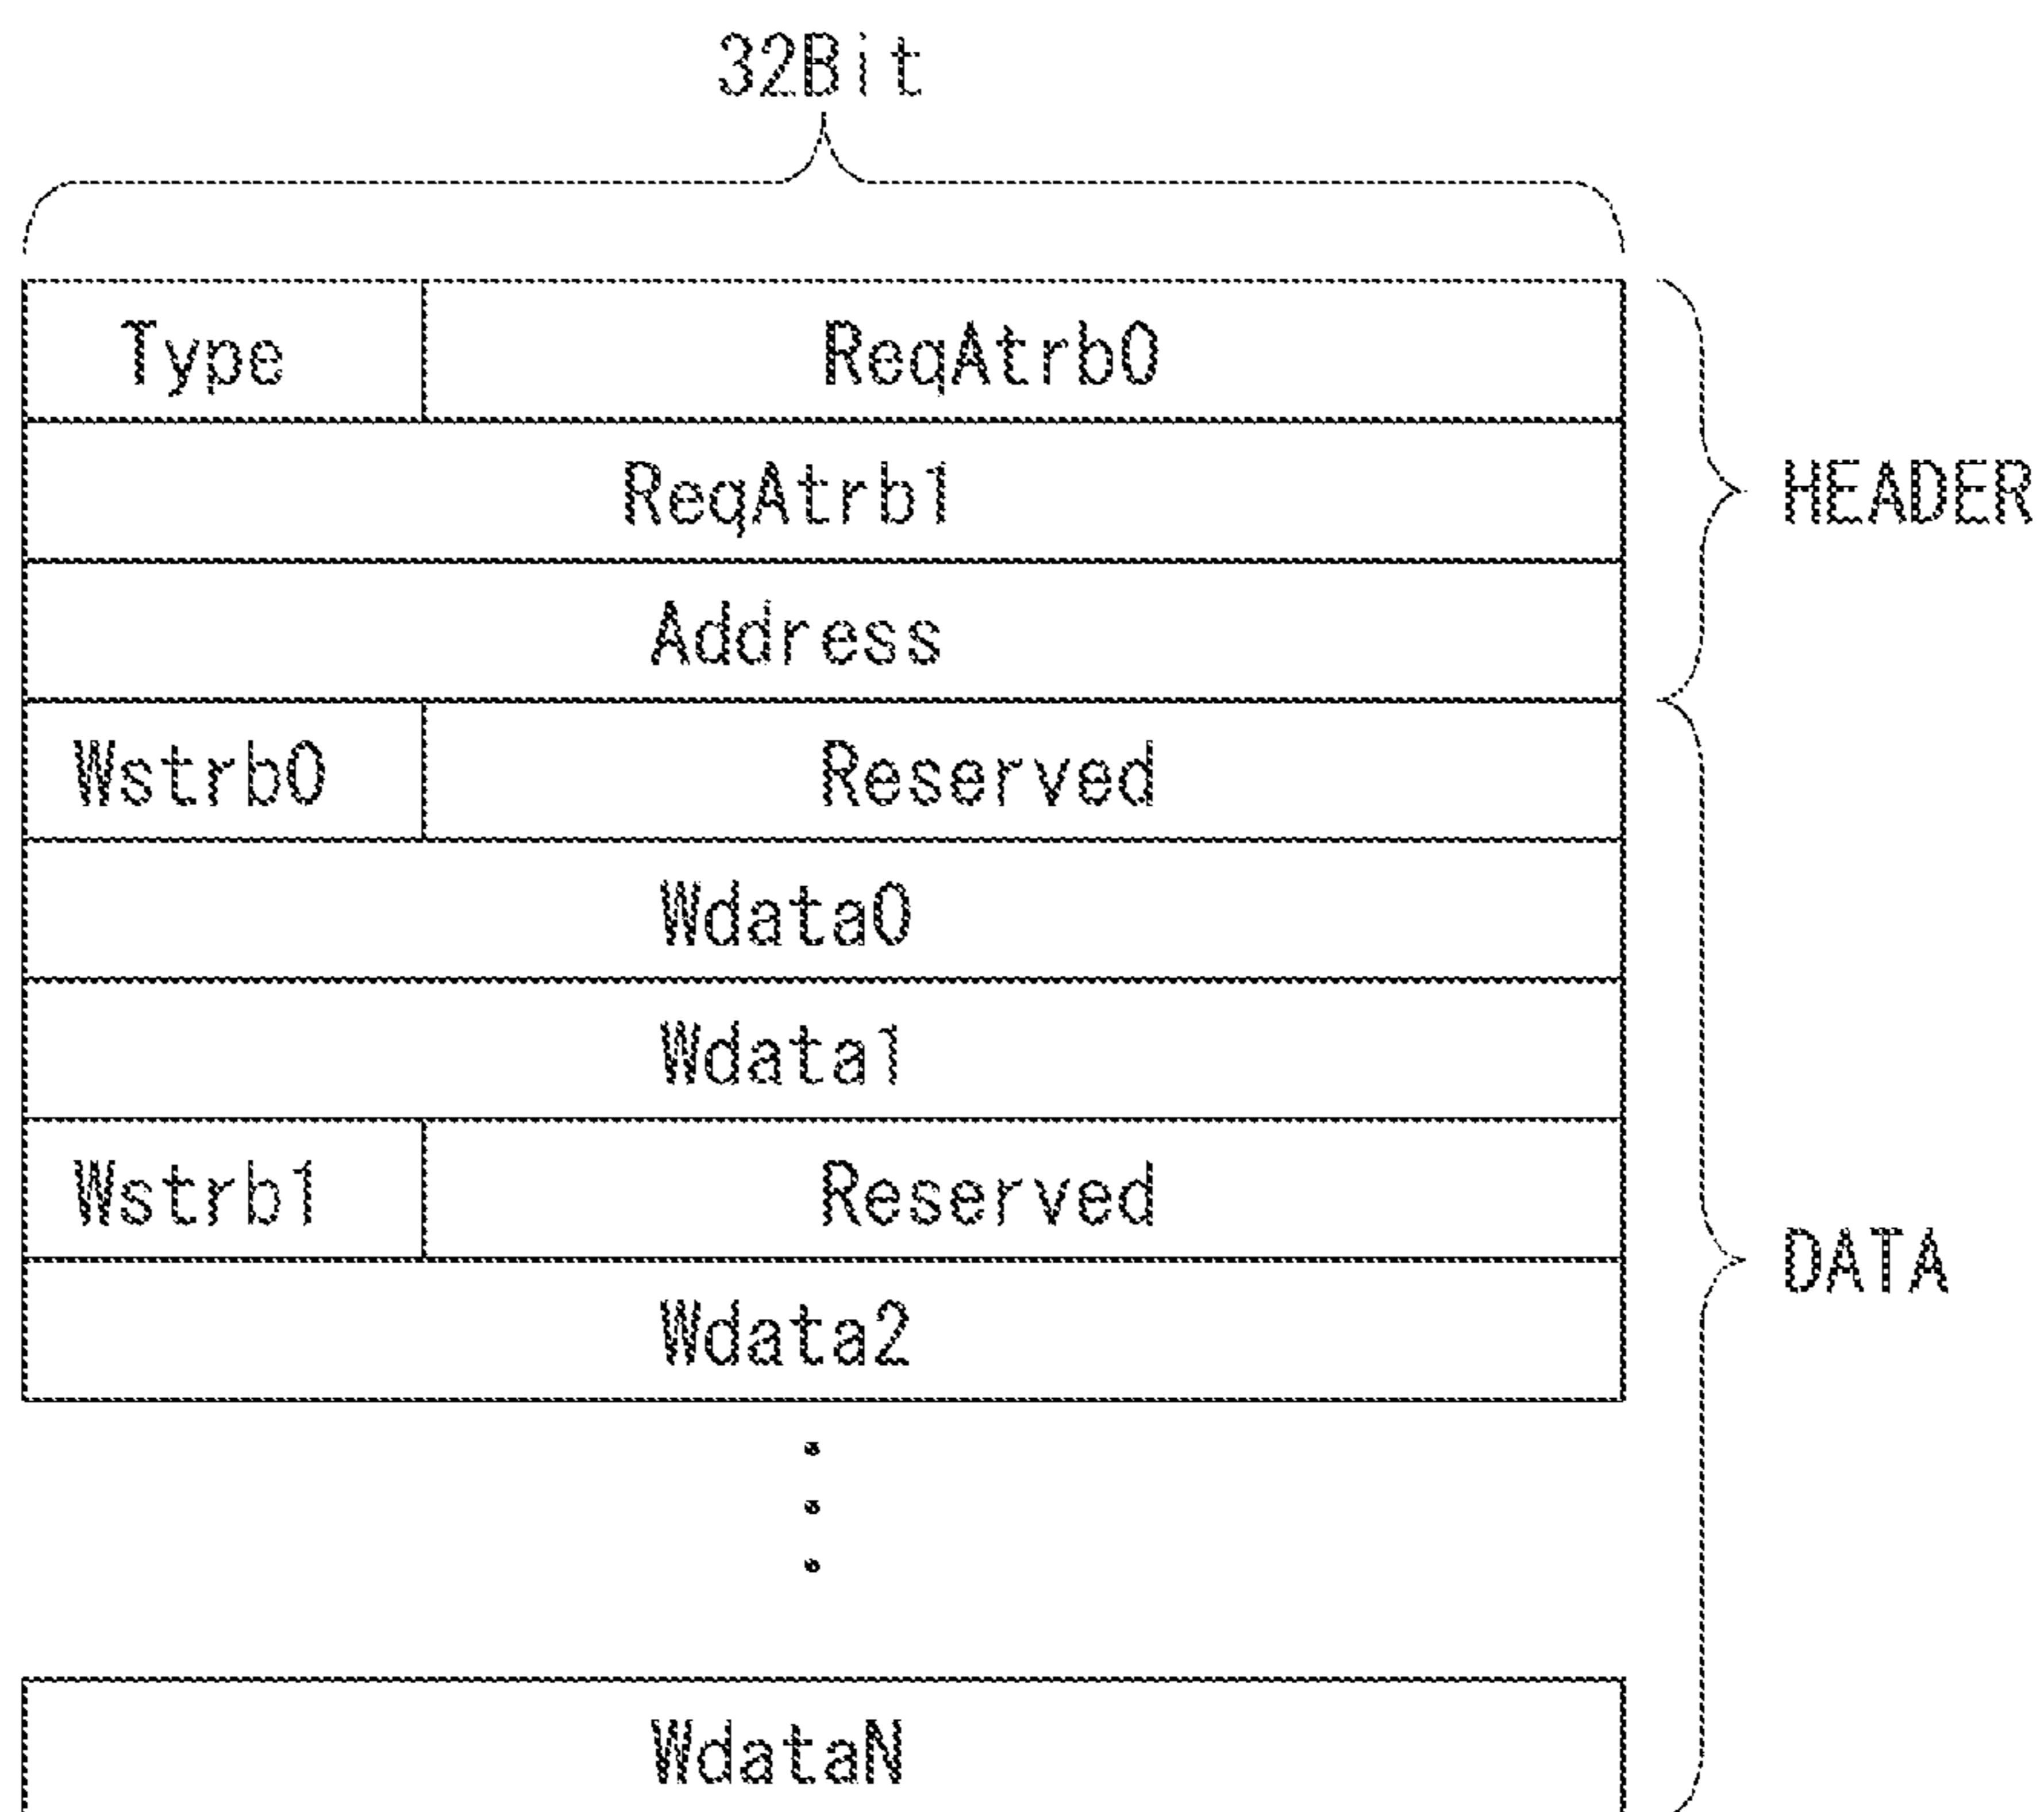 32Bit
Type ReqAtrb0
ReqAtrb1
HEADER
Address
Wstrb0 Reserved
Wdata0
Wdata1
Wstrb1 Reserved
DATA
Wdata2
WdataN